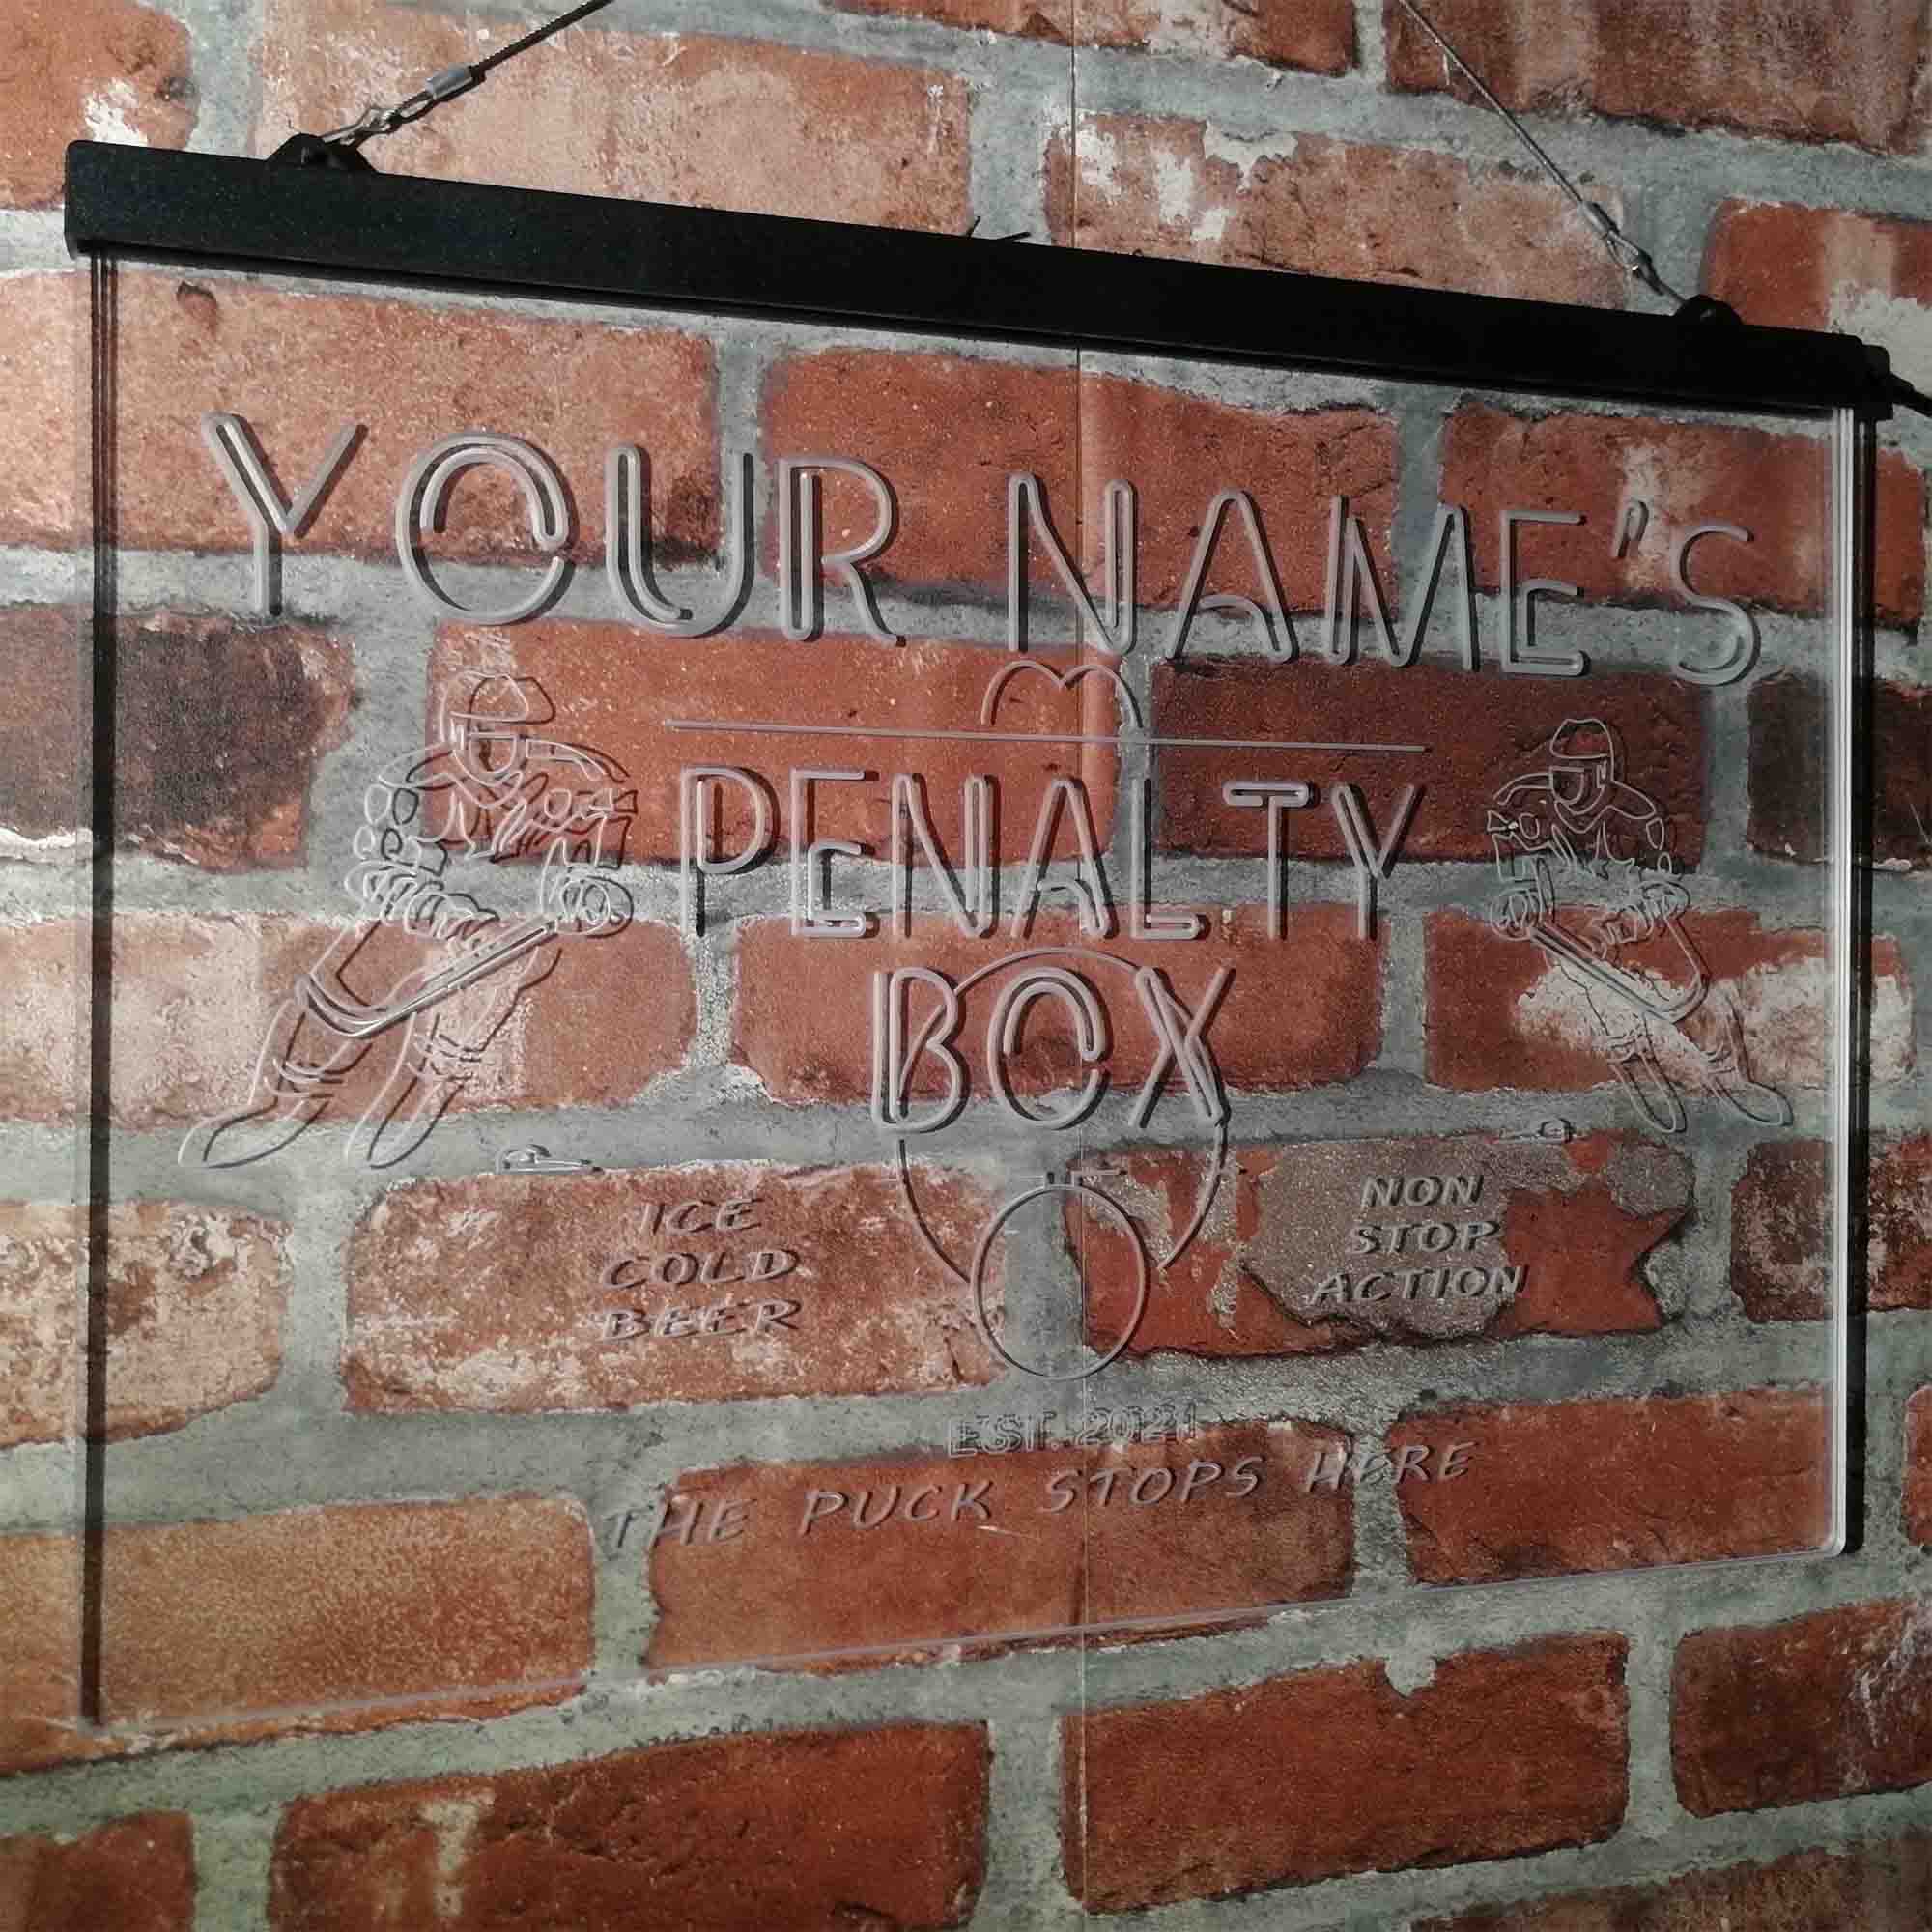 YOUR NAME'S
PENALTY
BOX
ICE
COLD
BEER
NON
STOP
ACTION
EST. 2021
THE PUCK STOPS HERE